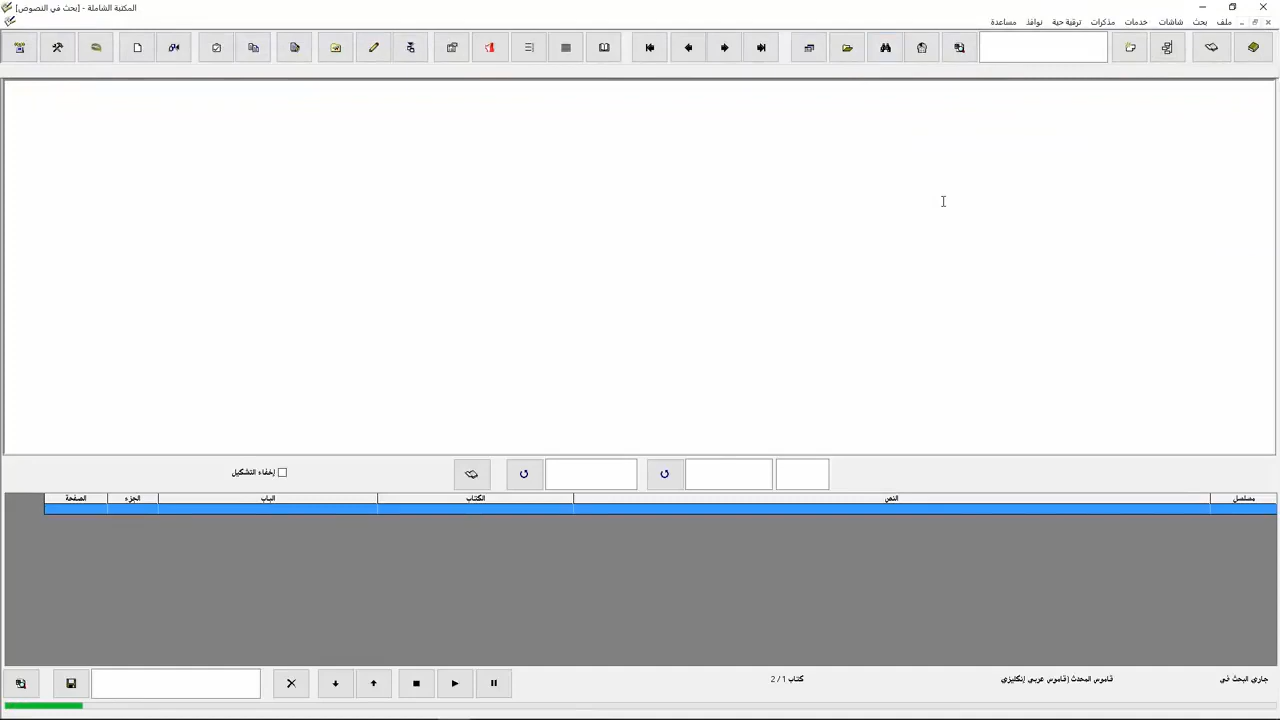 المكتبة الشاملة - [بحث في النصوص]
ملف بحث شاشات خدمات مذكرات ترقية حية نوافذ مساعدة
إخفاء التشكيل
مسلسل النص الكتاب الباب الجزء الصفحة
جاري البحث في قاموس المحدث (قاموس عربي إنكليزي كتاب 1 / 2